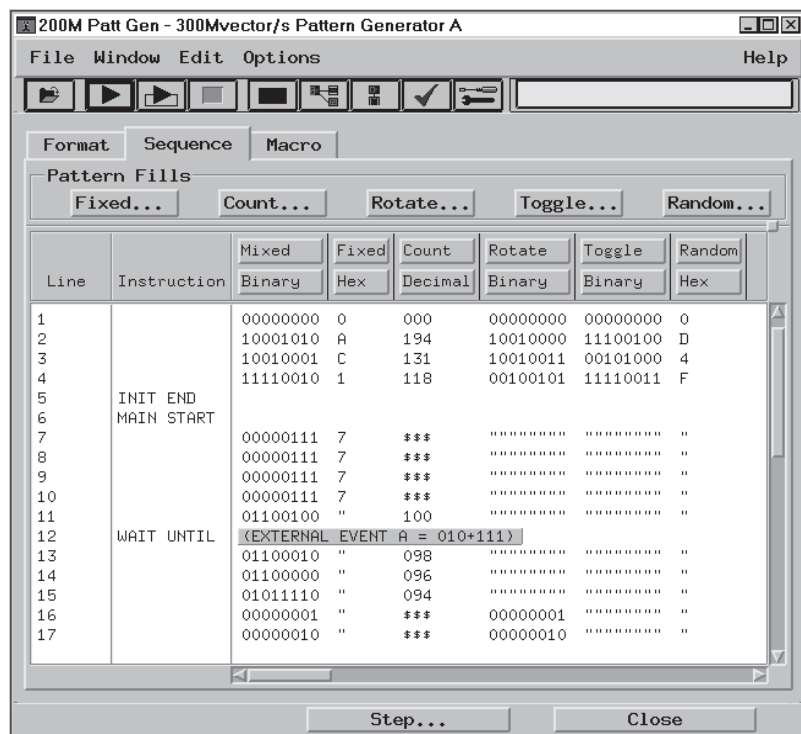 200M Patt Gen - 300Mvector/s Pattern Generator A
File Window Edit Options Help
Format Sequence Macro
Pattern Fills
Fixed... Count... Rotate... Toggle... Random...
Mixed Fixed Count Rotate Toggle Random
Line Instruction Binary Hex Decimal Binary Binary Hex
1 00000000 0 000 00000000 00000000 0
2 10001010 A 194 10010000 11100100 D
3 10010001 C 131 10010011 00101000 4
4 11110010 1 118 00100101 11110011 F
5 INIT END
6 MAIN START
7 00000111 7 $$$ """""""" """""""" "
8 00000111 7 $$$ """""""" """""""" "
9 00000111 7 $$$ """""""" """""""" "
10 00000111 7 $$$ """""""" """""""" "
11 01100100 " 100 """""""" """""""" "
12 WAIT UNTIL (EXTERNAL EVENT A = 010+111)
13 01100010 " 098 """""""" """""""" "
14 01100000 " 096 """""""" """""""" "
15 01011110 " 094 """""""" """""""" "
16 00000001 " $$$ 00000001 """""""" "
17 00000010 " $$$ 00000010 """""""" "
Step... Close